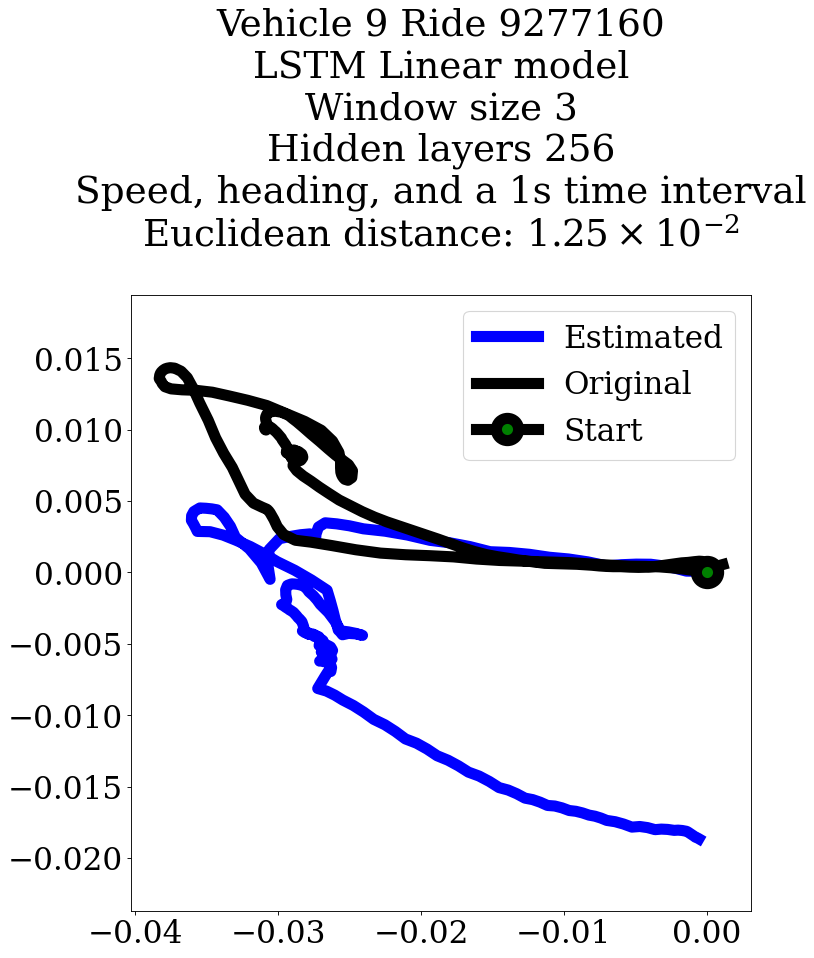 Vehicle 9 Ride 9277160
LSTM Linear model
Window size 3
Hidden layers 256
Speed, heading, and a 1s time interval
Euclidean distance: 1.25 × 10⁻²
Estimated
Original
Start
0.015
0.010
0.005
0.000
−0.005
−0.010
−0.015
−0.020
−0.04 −0.03 −0.02 −0.01 0.00